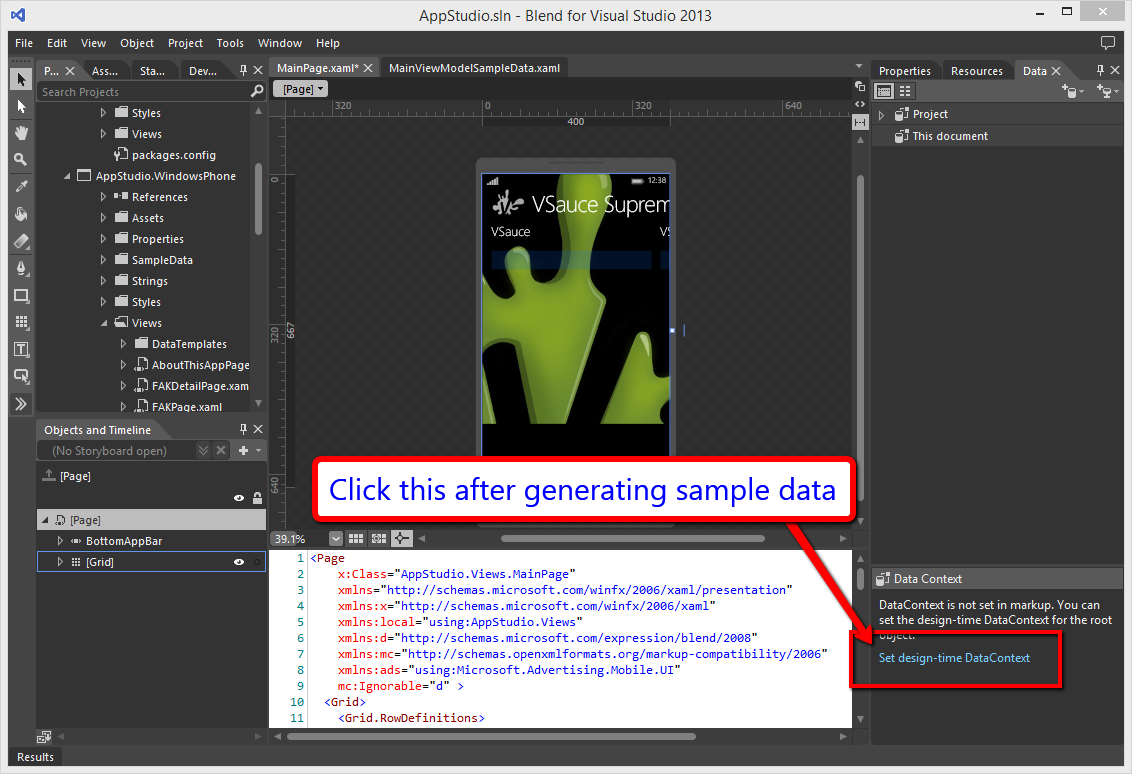 AppStudio.sln - Blend for Visual Studio 2013
File Edit View Object Project Tools Window Help
P... Ass... Sta... Dev...
Search Projects
Styles
Views
packages.config
AppStudio.WindowsPhone
References
Assets
Properties
SampleData
Strings
Styles
Views
DataTemplates
AboutThisAppPage
FAKDetailPage.xam
FAKPage.xaml
Objects and Timeline
(No Storyboard open)
[Page]
[Page]
BottomAppBar
[Grid]
MainPage.xaml* MainViewModelSampleData.xaml
[Page]
320 0 320 640
400
0
320
667
640
12:38
VSauce Suprem
VSauce VS
Click this after generating sample data
39.1%
1 <Page
2 x:Class="AppStudio.Views.MainPage"
3 xmlns="http://schemas.microsoft.com/winfx/2006/xaml/presentation"
4 xmlns:x="http://schemas.microsoft.com/winfx/2006/xaml"
5 xmlns:local="using:AppStudio.Views"
6 xmlns:d="http://schemas.microsoft.com/expression/blend/2008"
7 xmlns:mc="http://schemas.openxmlformats.org/markup-compatibility/2006"
8 xmlns:ads="using:Microsoft.Advertising.Mobile.UI"
9 mc:Ignorable="d" >
10 <Grid>
11 <Grid.RowDefinitions>
Properties Resources Data
Project
This document
Data Context
DataContext is not set in markup. You can
set the design-time DataContext for the root
object.
Set design-time DataContext
Results